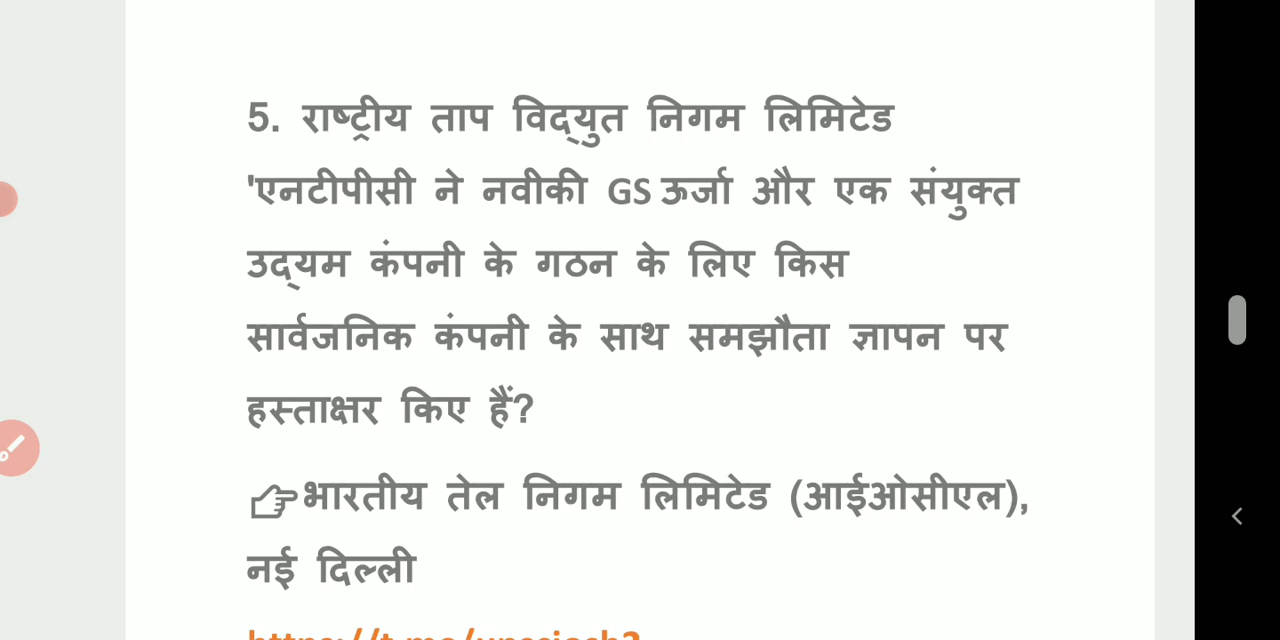 5. राष्ट्रीय ताप विद्युत निगम लिमिटेड
'एनटीपीसी ने नवीकी GS ऊर्जा और एक संयुक्त
उद्यम कंपनी के गठन के लिए किस
सार्वजनिक कंपनी के साथ समझौता ज्ञापन पर
हस्ताक्षर किए हैं?
👉भारतीय तेल निगम लिमिटेड (आईओसीएल),
नई दिल्ली